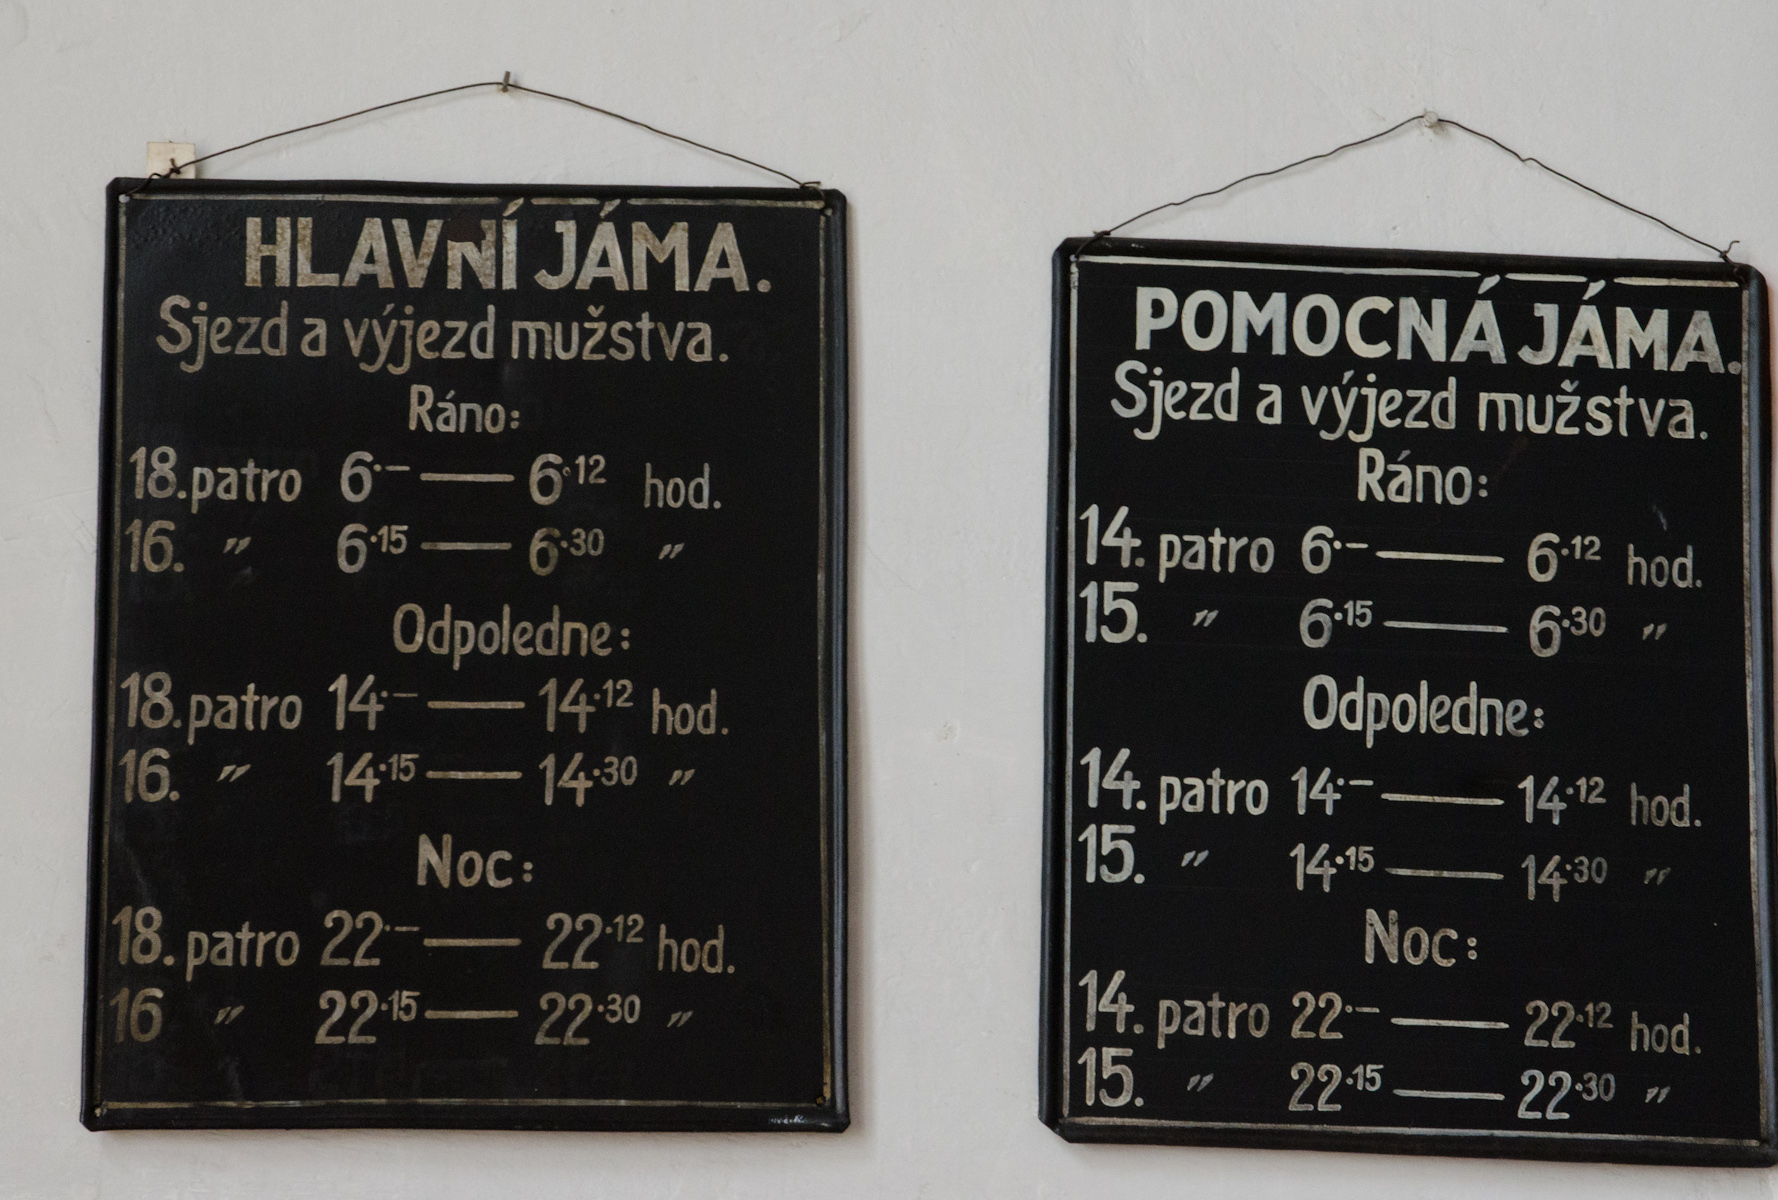 HLAVNÍ JÁMA.
Sjezd a výjezd mužstva.
Ráno:
18. patro 6·– — 6·12 hod.
16. " 6·15 — 6·30 "
Odpoledne:
18. patro 14·– — 14·12 hod.
16. " 14·15 — 14·30 "
Noc:
18. patro 22·– — 22·12 hod.
16 " 22·15 — 22·30 "
POMOCNÁ JÁMA.
Sjezd a výjezd mužstva.
Ráno:
14. patro 6·– — 6·12 hod.
15. " 6·15 — 6·30 "
Odpoledne:
14. patro 14·– — 14·12 hod.
15. " 14·15 — 14·30 "
Noc:
14. patro 22·– — 22·12 hod.
15. " 22·15 — 22·30 "